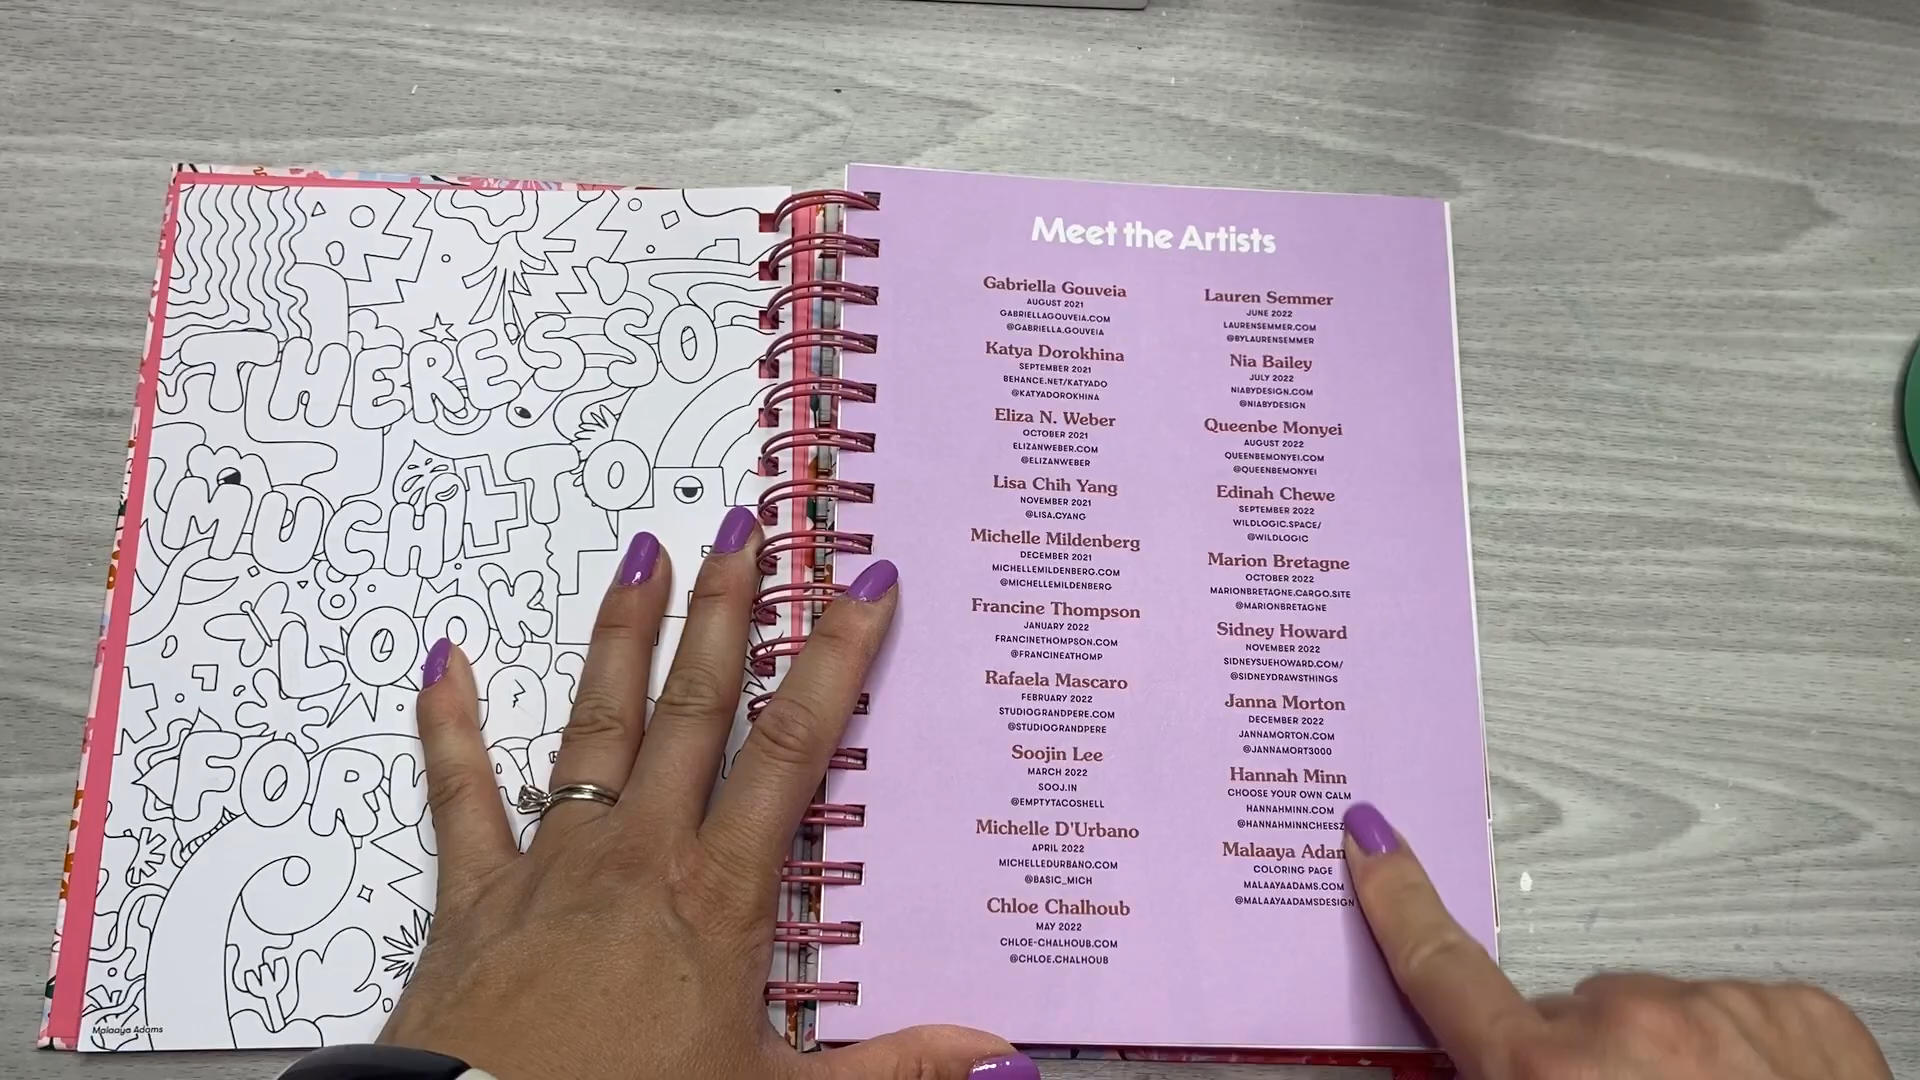 THERE'S SO
MUCH TO
LOOK
Malaaya Adams
Meet the Artists
Gabriella Gouveia
AUGUST 2021
GABRIELLAGOUVEIA.COM
@GABRIELLA.GOUVEIA
Katya Dorokhina
SEPTEMBER 2021
BEHANCE.NET/KATYADO
@KATYADOROKHINA
Eliza N. Weber
OCTOBER 2021
ELIZANWEBER.COM
@ELIZANWEBER
Lisa Chih Yang
NOVEMBER 2021
@LISA.CYANG
Michelle Mildenberg
DECEMBER 2021
MICHELLEMILDENBERG.COM
@MICHELLEMILDENBERG
Francine Thompson
JANUARY 2022
FRANCINETHOMPSON.COM
@FRANCINEATHOMP
Rafaela Mascaro
FEBRUARY 2022
STUDIOGRANDPERE.COM
@STUDIOGRANDPERE
Soojin Lee
MARCH 2022
SOOJ.IN
@EMPTYTACOSHELL
Michelle D'Urbano
APRIL 2022
MICHELLEDURBANO.COM
@BASIC_MICH
Chloe Chalhoub
MAY 2022
CHLOE-CHALHOUB.COM
@CHLOE.CHALHOUB
Lauren Semmer
JUNE 2022
LAURENSEMMER.COM
@BYLAURENSEMMER
Nia Bailey
JULY 2022
NIABYDESIGN.COM
@NIABYDESIGN
Queenbe Monyei
AUGUST 2022
QUEENBEMONYEI.COM
@QUEENBEMONYEI
Edinah Chewe
SEPTEMBER 2022
WILDLOGIC.SPACE/
@WILDLOGIC
Marion Bretagne
OCTOBER 2022
MARIONBRETAGNE.CARGO.SITE
@MARIONBRETAGNE
Sidney Howard
NOVEMBER 2022
SIDNEYSUEHOWARD.COM/
@SIDNEYDRAWSTHINGS
Janna Morton
DECEMBER 2022
JANNAMORTON.COM
@JANNAMORT3000
Hannah Minn
CHOOSE YOUR OWN CALM
HANNAHMINN.COM
Malaaya
COLORING PAGE
MALAAYAADAMS.COM
@MALAAYAADAMSDESIGN